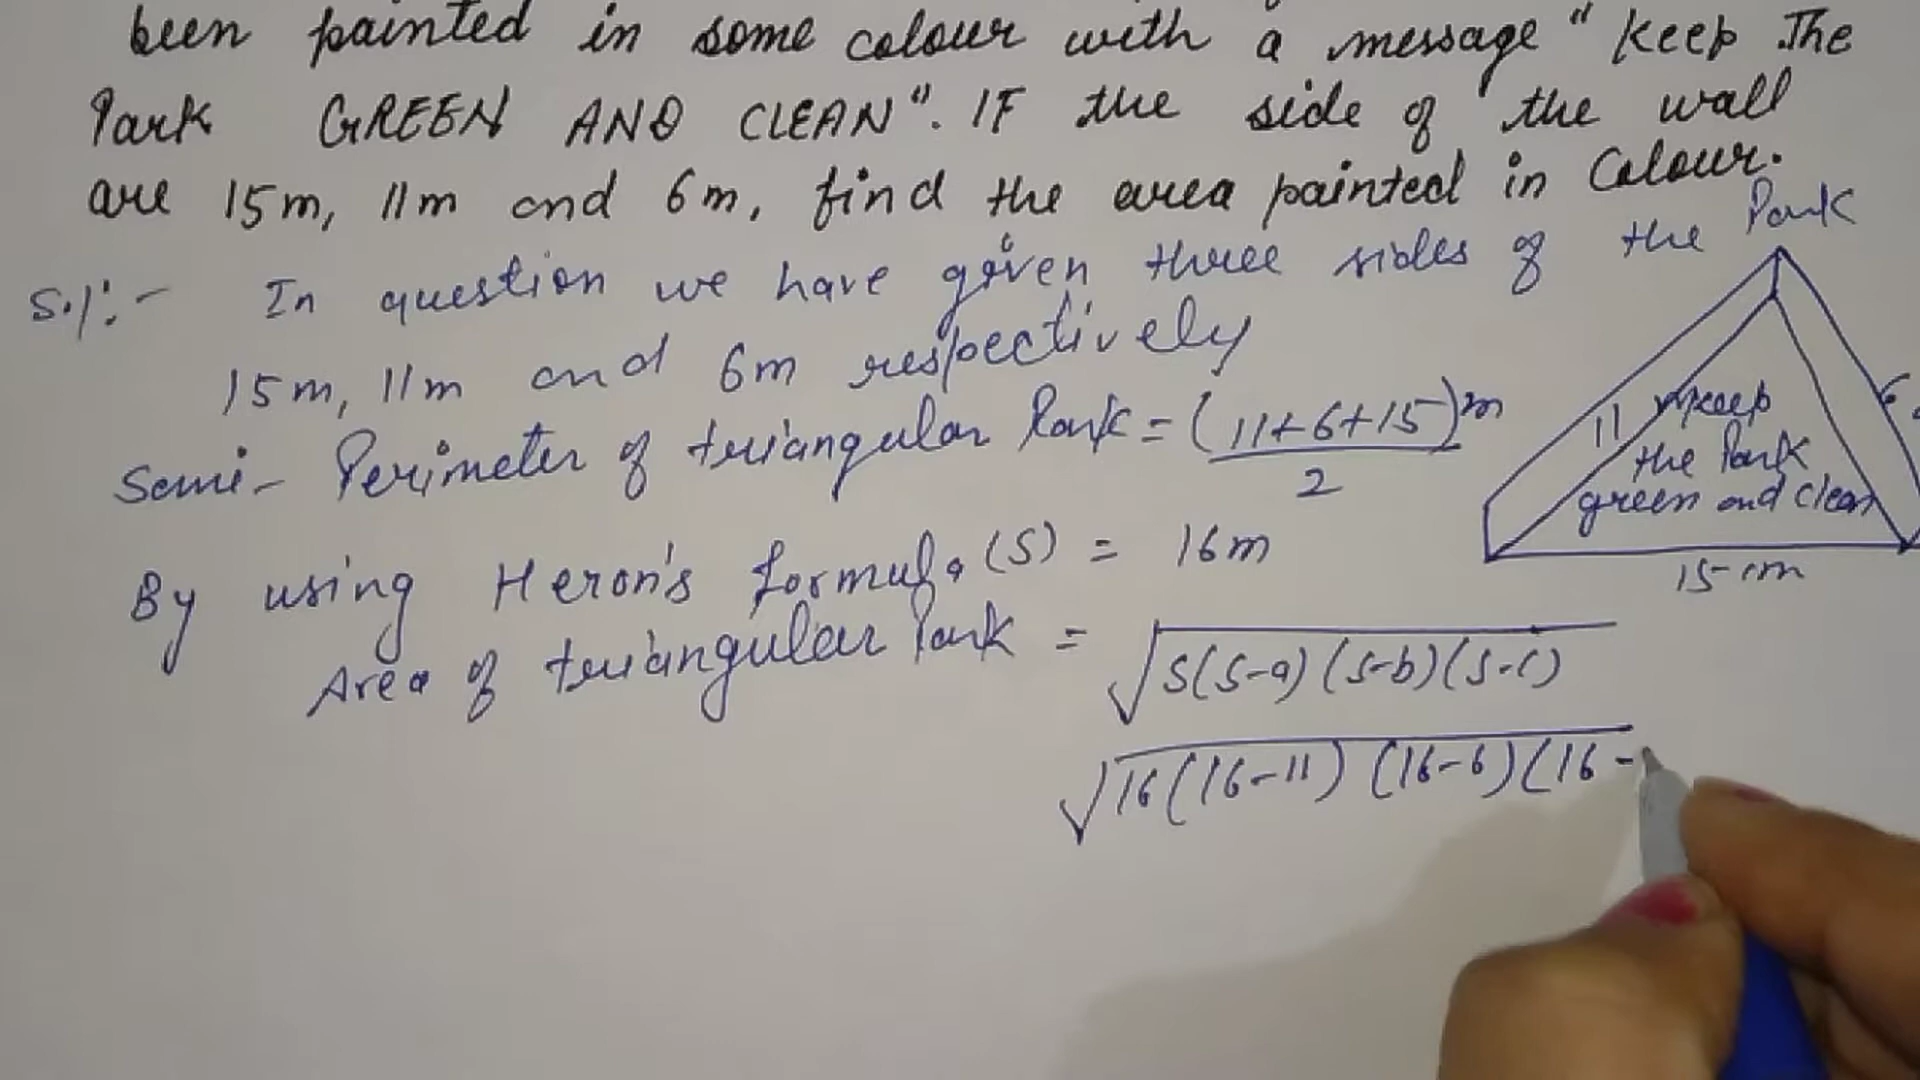 been painted in some colour with a message "Keep The
Park GREEN AND CLEAN". IF the side of the wall
are 15m, 11m and 6m, find the area painted in Colour.
Sol:- In question we have given three sides of the Park
15m, 11m and 6m respectively
Semi- Perimeter of triangular Park = (11+6+15)m
2
By using Heron's formula (S) = 16m
Area of triangular Park = √S(S-a)(S-b)(S-c)
√16(16-11)(16-6)(16-
11 keep
the Park
green and clean
6
15 cm